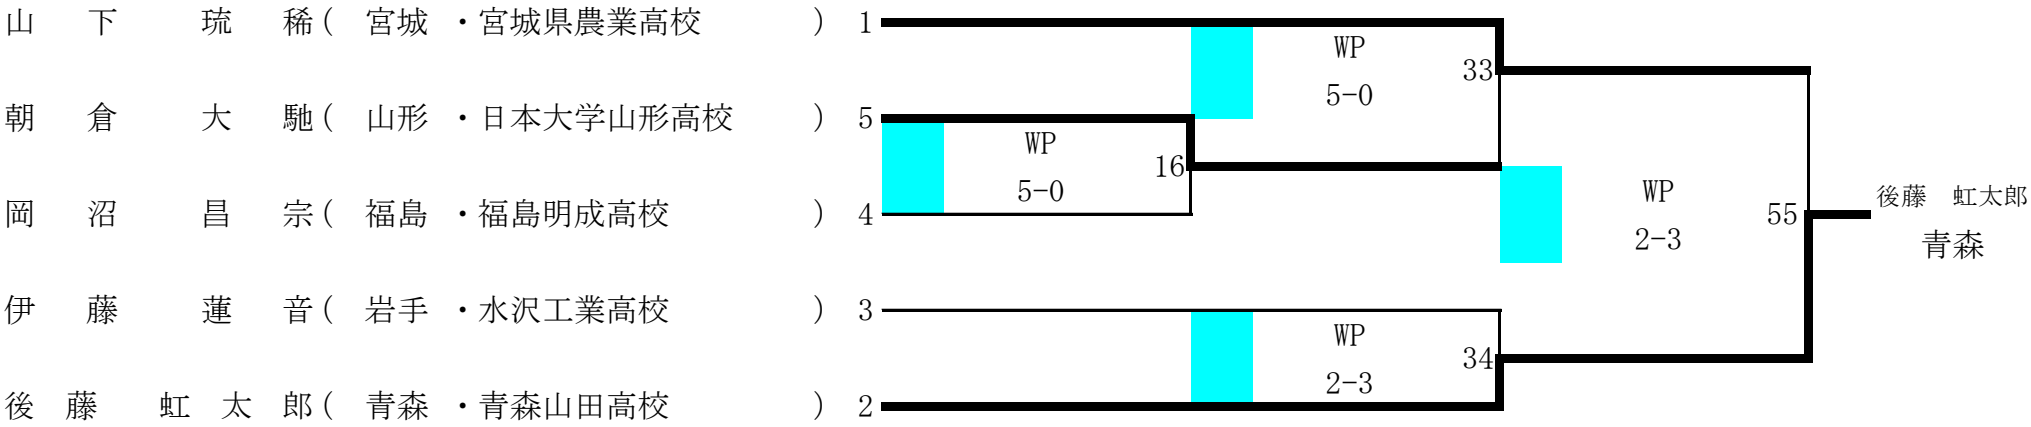 山下 琉稀( 宮城 ・宮城県農業高校 ) 1
WP
5-0
33
朝倉 大馳( 山形 ・日本大学山形高校 ) 5
WP
5-0
16
岡沼 昌宗( 福島 ・福島明成高校 ) 4
WP
2-3
55
後藤 虹太郎
青森
伊藤 蓮音( 岩手 ・水沢工業高校 ) 3
WP
2-3
34
後藤 虹太郎( 青森 ・青森山田高校 ) 2